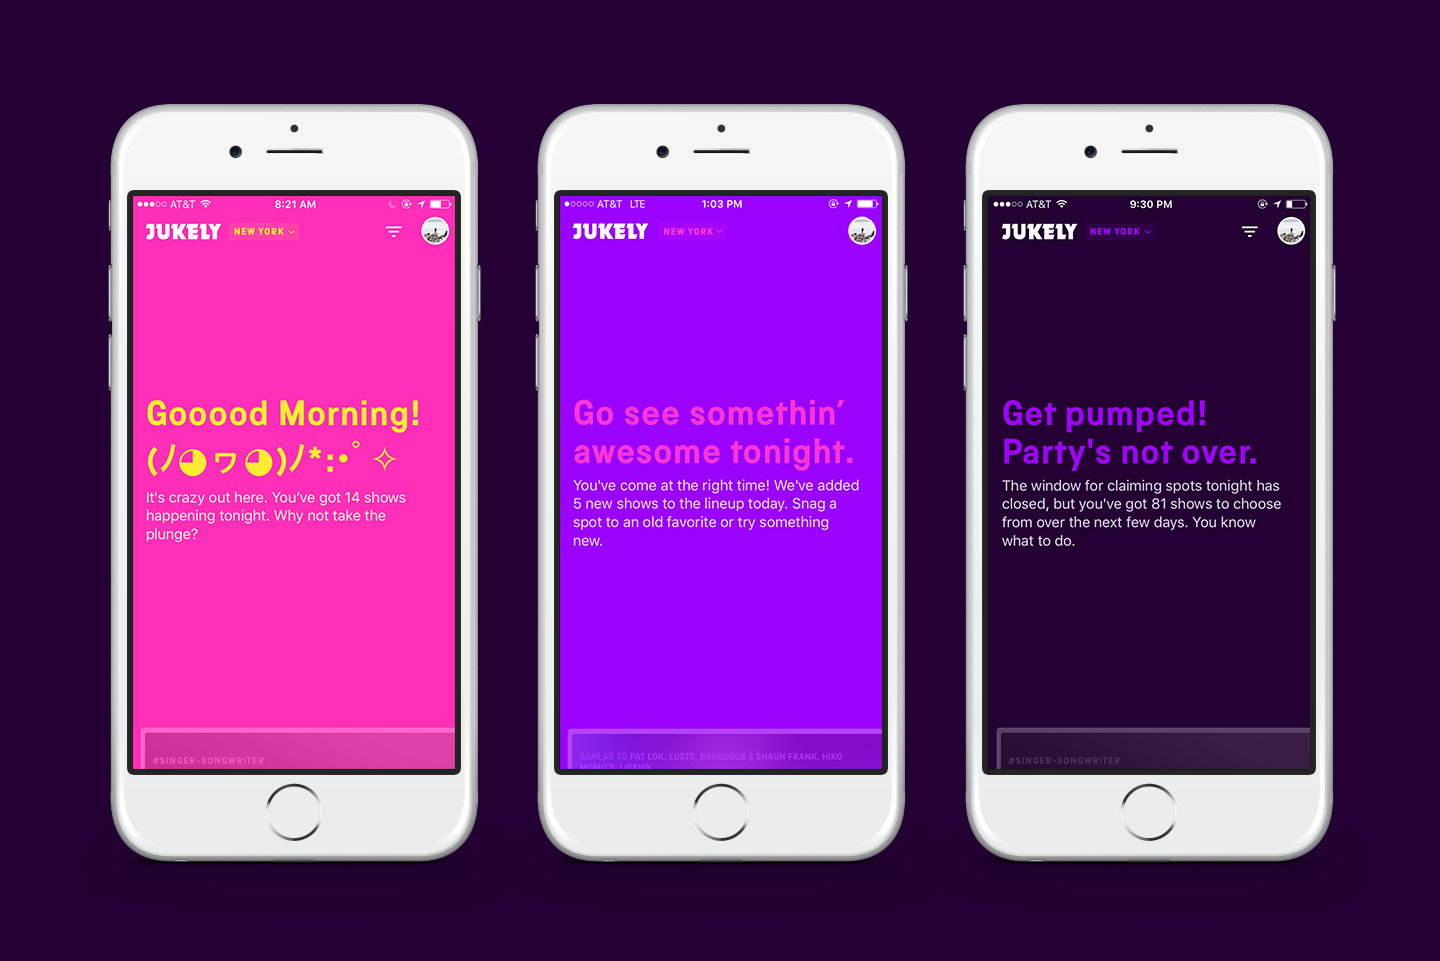 AT&T 8:21 AM
JUKELY NEW YORK
Gooood Morning!
(ﾉ◕ヮ◕)ﾉ*:･ﾟ✧
It's crazy out here. You've got 14 shows
happening tonight. Why not take the
plunge?
#SINGER-SONGWRITER
AT&T LTE 1:03 PM
JUKELY NEW YORK
Go see somethin'
awesome tonight.
You've come at the right time! We've added
5 new shows to the lineup today. Snag a
spot to an old favorite or try something
new.
SIMILAR TO PAT LOK, LUSTS, BORGEOUS & SHAUN FRANK, HIKO
MOMOJI, LISSVIK
AT&T 9:30 PM
JUKELY NEW YORK
Get pumped!
Party's not over.
The window for claiming spots tonight has
closed, but you've got 81 shows to choose
from over the next few days. You know
what to do.
#SINGER-SONGWRITER